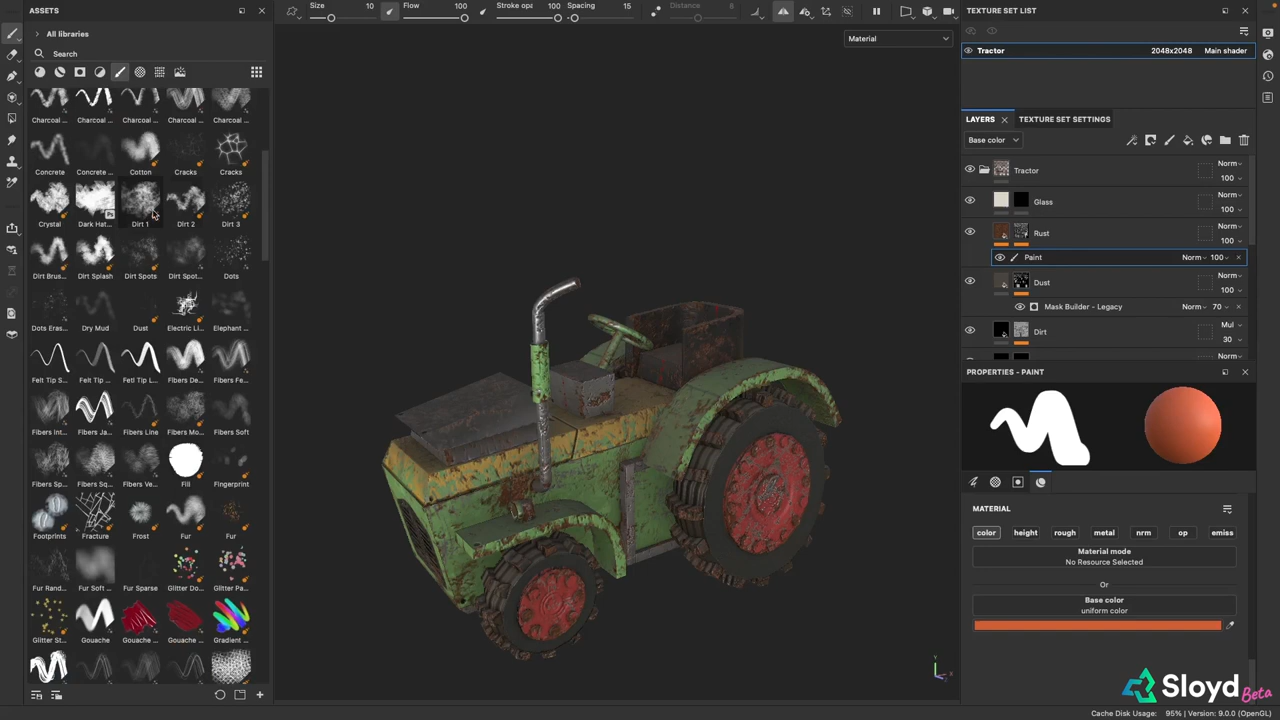 ASSETS
All libraries
Search
Charcoal ... Charcoal ... Charcoal ... Charcoal ... Charcoal ...
Concrete Concrete ... Cotton Cracks Cracks
Crystal Dark Hat... Dirt 1 Dirt 2 Dirt 3
Dirt Brus... Dirt Splash Dirt Spots Dirt Spot... Dots
Dots Eras... Dry Mud Dust Electric Li... Elephant ...
Felt Tip S... Felt Tip ... Fetl Tip L... Fibers De... Fibers Fe...
Fibers Int... Fibers Ja... Fibers Line Fibers Mo... Fibers Soft
Fibers Sp... Fibers Sq... Fibers Ve... Fill Fingerprint
Footprints Fracture Frost Fur Fur
Fur Rand... Fur Soft ... Fur Sparse Glitter Do... Glitter Pa...
Glitter St... Gouache Gouache ... Gouache ... Gradient ...
Size 10 Flow 100 Stroke opa 100 Spacing 15 Distance 8
Material
TEXTURE SET LIST
Tractor 2048x2048 Main shader
LAYERS TEXTURE SET SETTINGS
Base color
Tractor Norm 100
Glass Norm 100
Rust Norm 100
Paint Norm 100
Dust Norm 100
Mask Builder - Legacy Norm 70
Dirt Mul 30
Norm
PROPERTIES - PAINT
MATERIAL
color height rough metal nrm op emiss
Material mode
No Resource Selected
Or
Base color
uniform color
Sloyd Beta
Cache Disk Usage: 95% | Version: 9.0.0 (OpenGL)